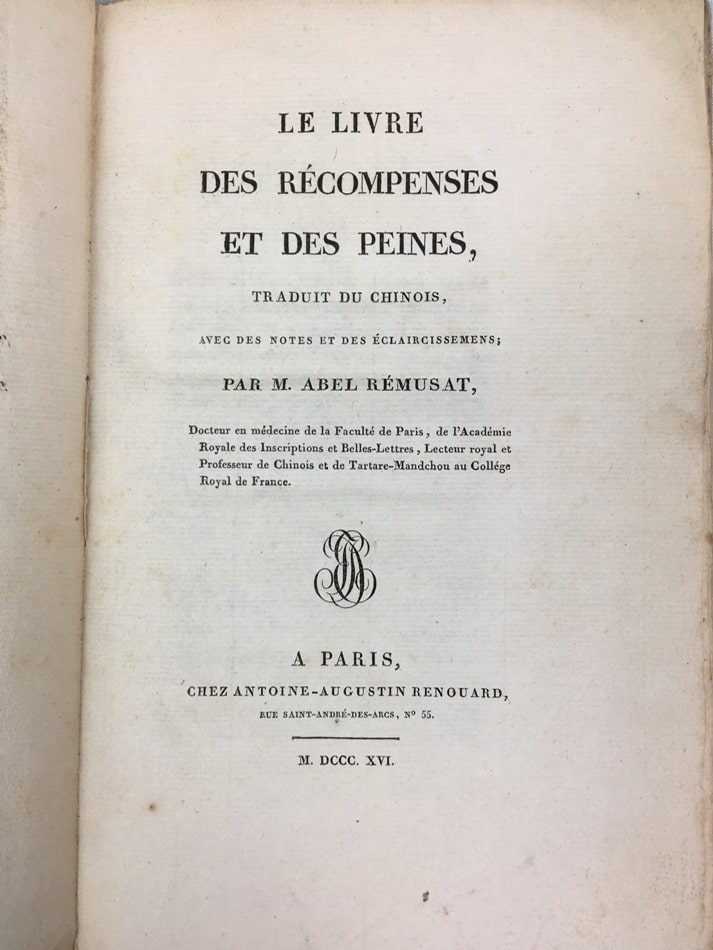 LE LIVRE
DES RÉCOMPENSES
ET DES PEINES,
TRADUIT DU CHINOIS,
AVEC DES NOTES ET DES ÉCLAIRCISSEMENS;
PAR M. ABEL RÉMUSAT,
Docteur en médecine de la Faculté de Paris, de l'Académie
Royale des Inscriptions et Belles-Lettres, Lecteur royal et
Professeur de Chinois et de Tartare-Mandchou au Collége
Royal de France.
A PARIS,
CHEZ ANTOINE-AUGUSTIN RENOUARD,
RUE SAINT-ANDRÉ-DES-ARCS, Nº 55.
M. DCCC. XVI.